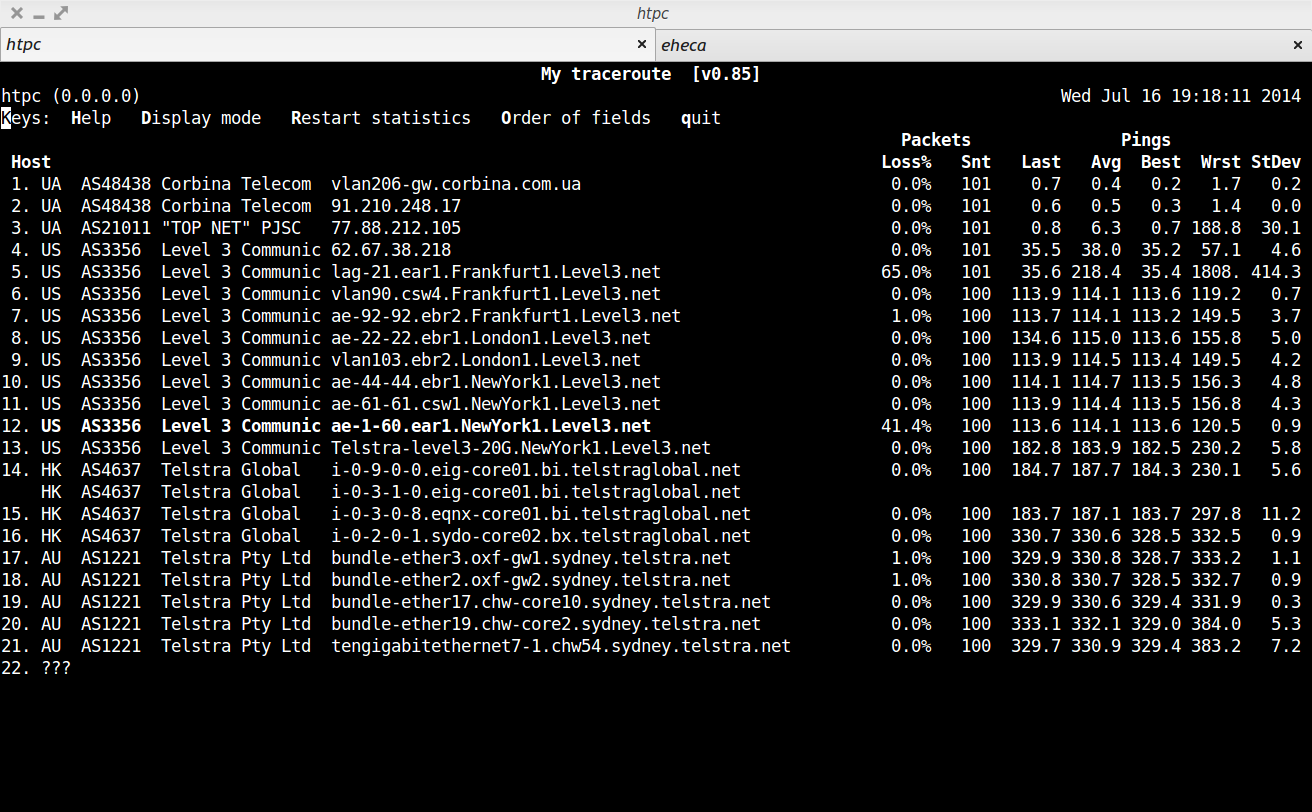 htpc
htpc × eheca ×
My traceroute [v0.85]
htpc (0.0.0.0) Wed Jul 16 19:18:11 2014
Keys: Help Display mode Restart statistics Order of fields quit
Packets Pings
Host Loss% Snt Last Avg Best Wrst StDev
1. UA AS48438 Corbina Telecom vlan206-gw.corbina.com.ua 0.0% 101 0.7 0.4 0.2 1.7 0.2
2. UA AS48438 Corbina Telecom 91.210.248.17 0.0% 101 0.6 0.5 0.3 1.4 0.0
3. UA AS21011 "TOP NET" PJSC 77.88.212.105 0.0% 101 0.8 6.3 0.7 188.8 30.1
4. US AS3356 Level 3 Communic 62.67.38.218 0.0% 101 35.5 38.0 35.2 57.1 4.6
5. US AS3356 Level 3 Communic lag-21.ear1.Frankfurt1.Level3.net 65.0% 101 35.6 218.4 35.4 1808. 414.3
6. US AS3356 Level 3 Communic vlan90.csw4.Frankfurt1.Level3.net 0.0% 100 113.9 114.1 113.6 119.2 0.7
7. US AS3356 Level 3 Communic ae-92-92.ebr2.Frankfurt1.Level3.net 1.0% 100 113.7 114.1 113.2 149.5 3.7
8. US AS3356 Level 3 Communic ae-22-22.ebr1.London1.Level3.net 0.0% 100 134.6 115.0 113.6 155.8 5.0
9. US AS3356 Level 3 Communic vlan103.ebr2.London1.Level3.net 0.0% 100 113.9 114.5 113.4 149.5 4.2
10. US AS3356 Level 3 Communic ae-44-44.ebr1.NewYork1.Level3.net 0.0% 100 114.1 114.7 113.5 156.3 4.8
11. US AS3356 Level 3 Communic ae-61-61.csw1.NewYork1.Level3.net 0.0% 100 113.9 114.4 113.5 156.8 4.3
12. US AS3356 Level 3 Communic ae-1-60.ear1.NewYork1.Level3.net 41.4% 100 113.6 114.1 113.6 120.5 0.9
13. US AS3356 Level 3 Communic Telstra-level3-20G.NewYork1.Level3.net 0.0% 100 182.8 183.9 182.5 230.2 5.8
14. HK AS4637 Telstra Global i-0-9-0-0.eig-core01.bi.telstraglobal.net 0.0% 100 184.7 187.7 184.3 230.1 5.6
HK AS4637 Telstra Global i-0-3-1-0.eig-core01.bi.telstraglobal.net
15. HK AS4637 Telstra Global i-0-3-0-8.eqnx-core01.bi.telstraglobal.net 0.0% 100 183.7 187.1 183.7 297.8 11.2
16. HK AS4637 Telstra Global i-0-2-0-1.sydo-core02.bx.telstraglobal.net 0.0% 100 330.7 330.6 328.5 332.5 0.9
17. AU AS1221 Telstra Pty Ltd bundle-ether3.oxf-gw1.sydney.telstra.net 1.0% 100 329.9 330.8 328.7 333.2 1.1
18. AU AS1221 Telstra Pty Ltd bundle-ether2.oxf-gw2.sydney.telstra.net 1.0% 100 330.8 330.7 328.5 332.7 0.9
19. AU AS1221 Telstra Pty Ltd bundle-ether17.chw-core10.sydney.telstra.net 0.0% 100 329.9 330.6 329.4 331.9 0.3
20. AU AS1221 Telstra Pty Ltd bundle-ether19.chw-core2.sydney.telstra.net 0.0% 100 333.1 332.1 329.0 384.0 5.3
21. AU AS1221 Telstra Pty Ltd tengigabitethernet7-1.chw54.sydney.telstra.net 0.0% 100 329.7 330.9 329.4 383.2 7.2
22. ???